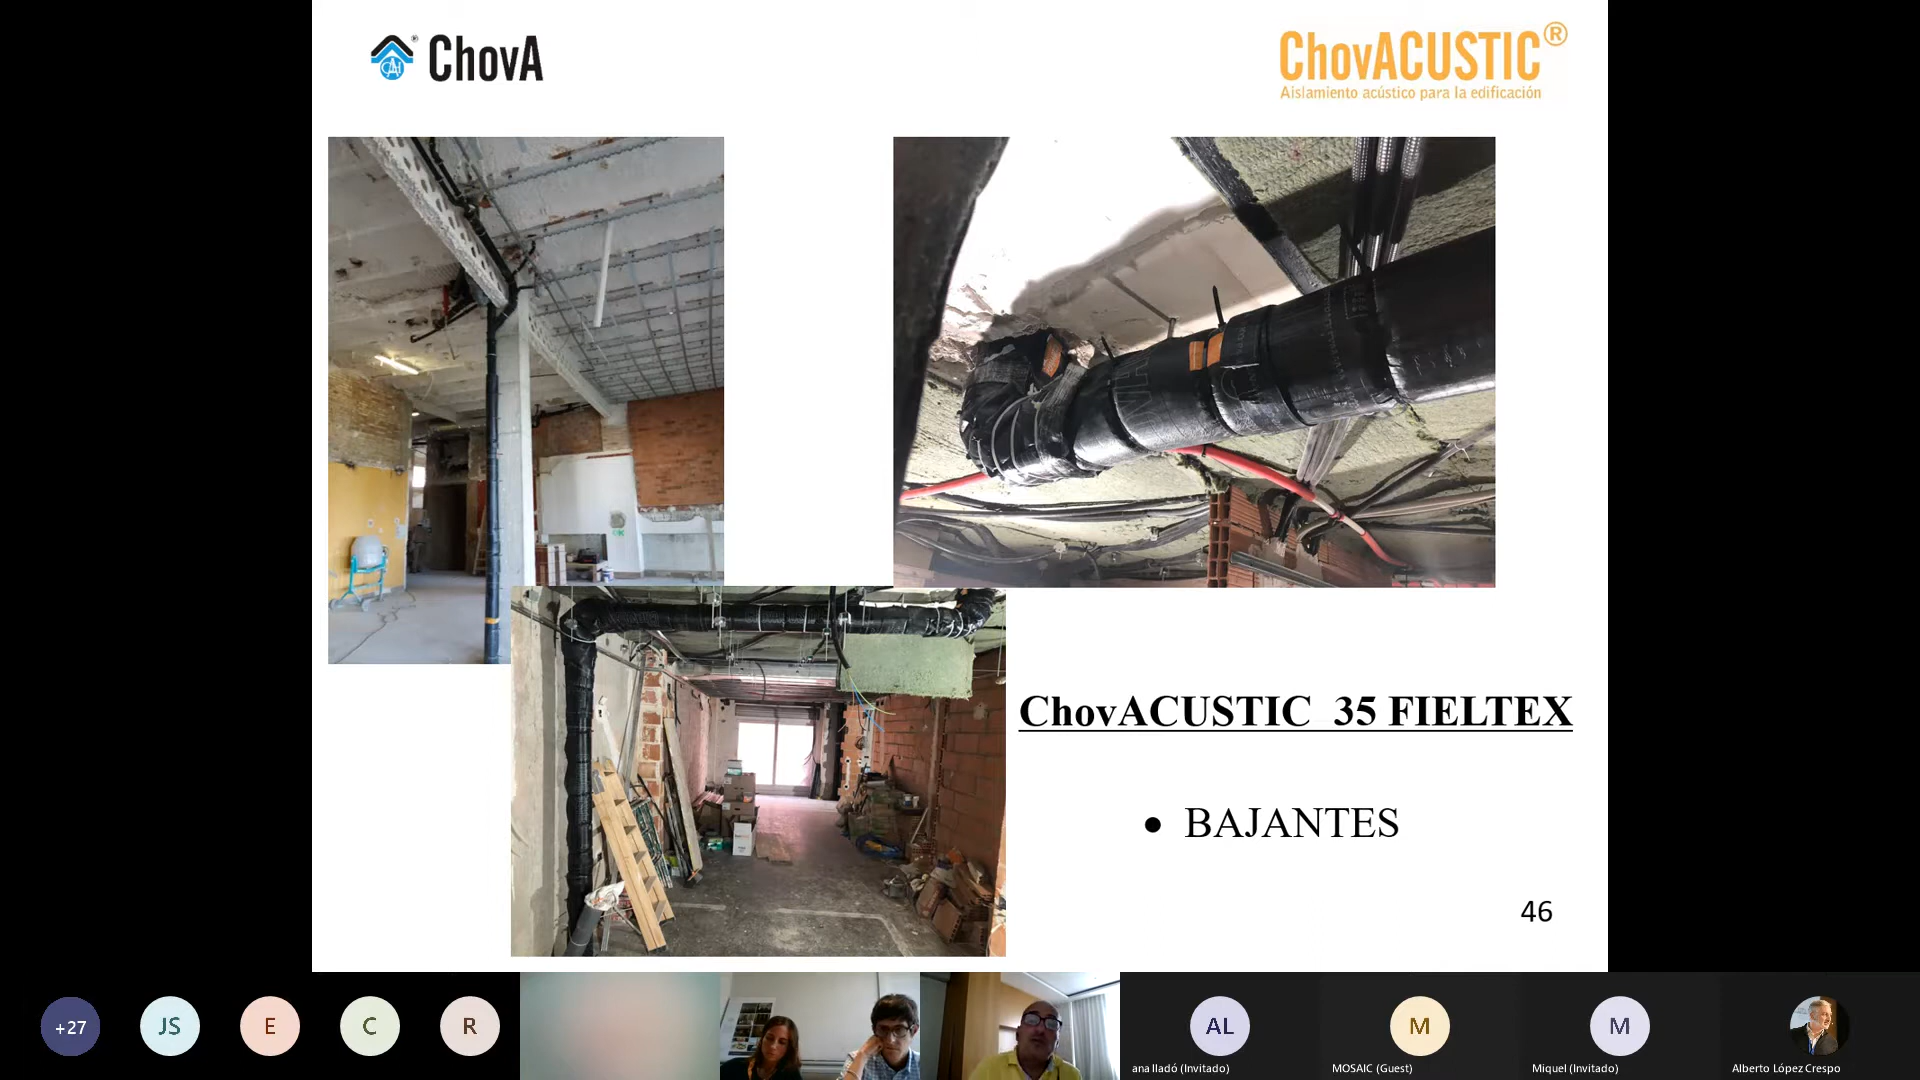 ChovA
ChovACUSTIC®
Aislamiento acústico para la edificación
ChovACUSTIC 35 FIELTEX
• BAJANTES
46
+27
JS
E
C
R
AL
M
M
ana lladó (Invitado)
MOSAIC (Guest)
Miquel (Invitado)
Alberto López Crespo